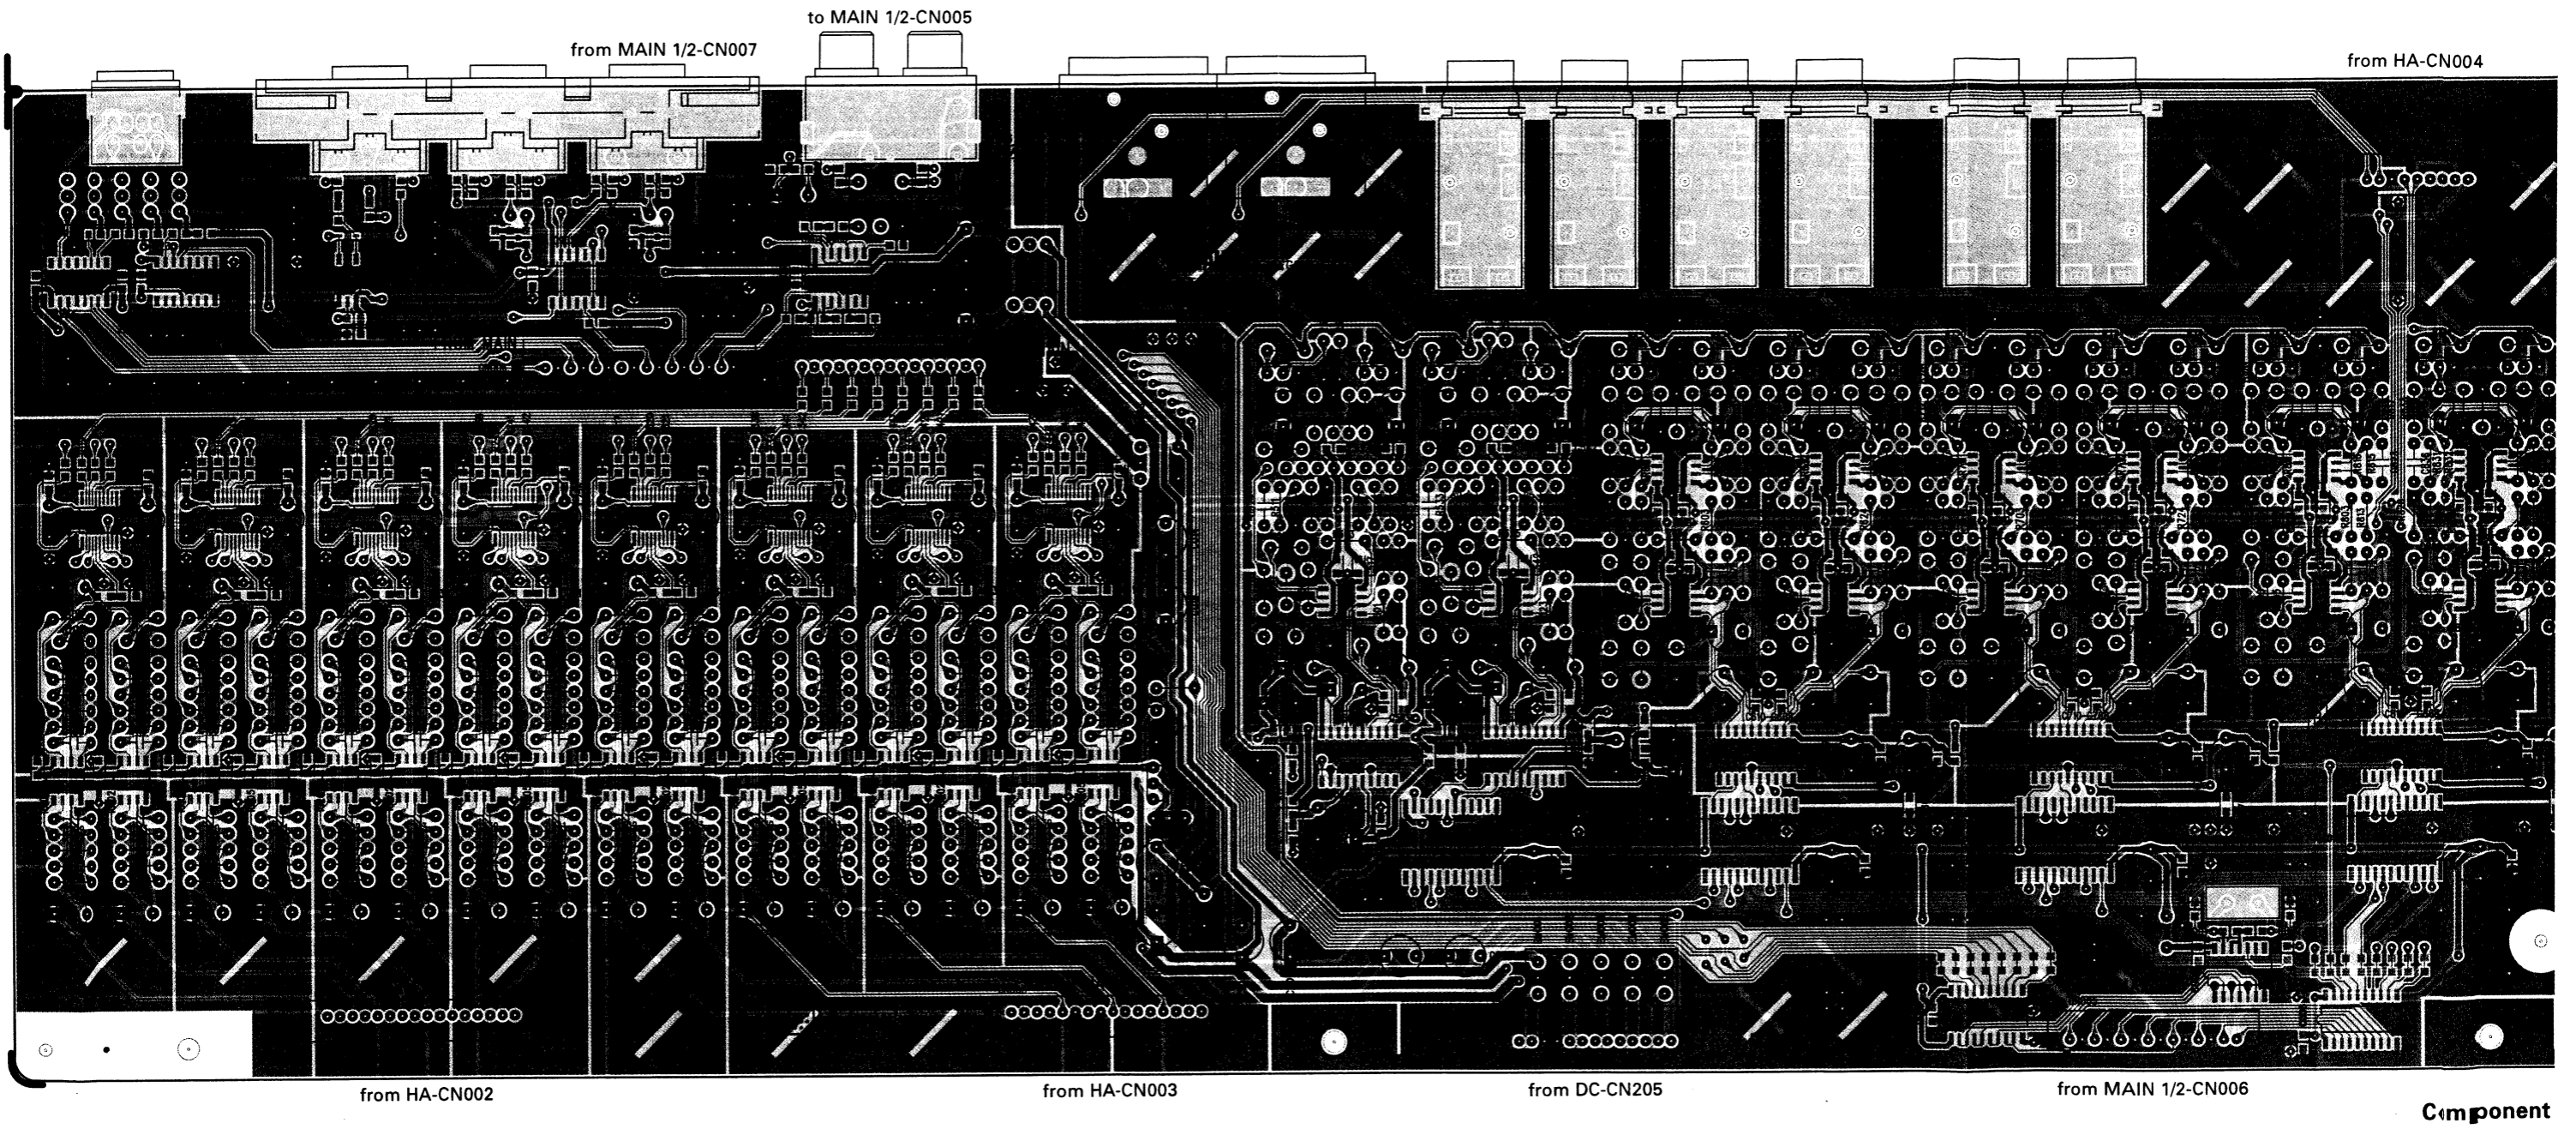 to MAIN 1/2-CN005
from MAIN 1/2-CN007
from HA-CN004
from HA-CN002
from HA-CN003
from DC-CN205
from MAIN 1/2-CN006
Component